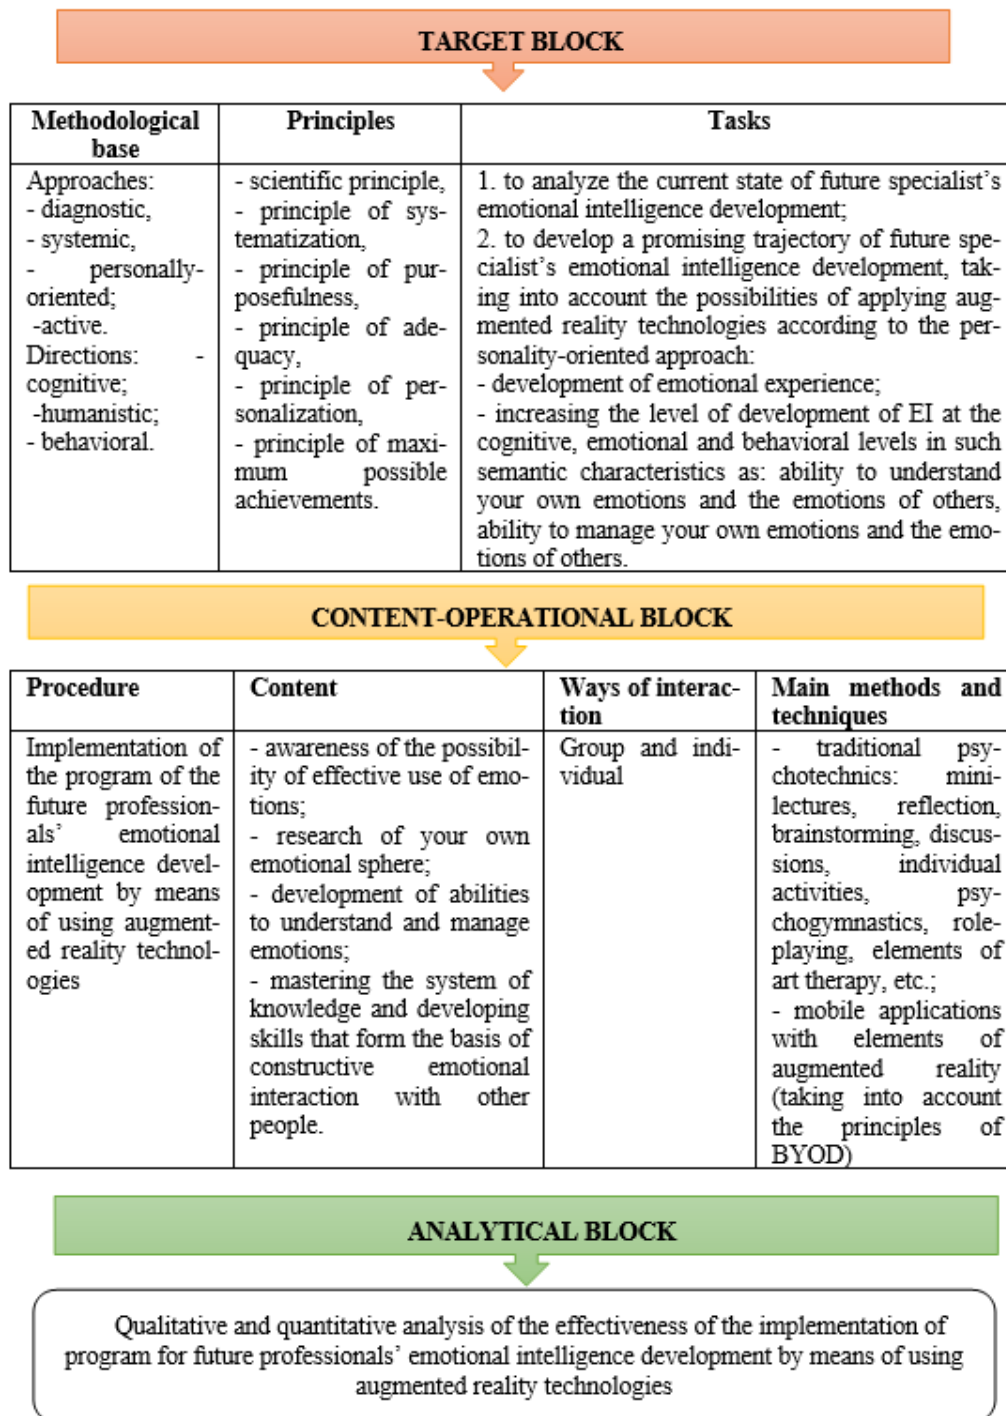 TARGET BLOCK
Methodological
base
Principles
Tasks
Approaches:
- diagnostic,
- systemic,
- personally-
oriented;
-active.
Directions: -
cognitive;
-humanistic;
- behavioral.
- scientific principle,
- principle of sys-
tematization,
- principle of pur-
posefulness,
- principle of ade-
quacy,
- principle of per-
sonalization,
- principle of maxi-
mum possible
achievements.
1. to analyze the current state of future specialist's
emotional intelligence development;
2. to develop a promising trajectory of future spe-
cialist's emotional intelligence development, tak-
ing into account the possibilities of applying aug-
mented reality technologies according to the per-
sonality-oriented approach:
- development of emotional experience;
- increasing the level of development of EI at the
cognitive, emotional and behavioral levels in such
semantic characteristics as: ability to understand
your own emotions and the emotions of others,
ability to manage your own emotions and the emo-
tions of others.
CONTENT-OPERATIONAL BLOCK
Procedure
Content
Ways of interac-
tion
Main methods and
techniques
Implementation of
the program of the
future profession-
als' emotional
intelligence devel-
opment by means
of using augment-
ed reality technol-
ogies
- awareness of the possibil-
ity of effective use of emo-
tions;
- research of your own
emotional sphere;
- development of abilities
to understand and manage
emotions;
- mastering the system of
knowledge and developing
skills that form the basis of
constructive emotional
interaction with other
people.
Group and indi-
vidual
- traditional psy-
chotechnics: mini-
lectures, reflection,
brainstorming, discus-
sions, individual
activities, psy-
chogymnastics, role-
playing, elements of
art therapy, etc.;
- mobile applications
with elements of
augmented reality
(taking into account
the principles of
BYOD)
ANALYTICAL BLOCK
Qualitative and quantitative analysis of the effectiveness of the implementation of
program for future professionals' emotional intelligence development by means of using
augmented reality technologies